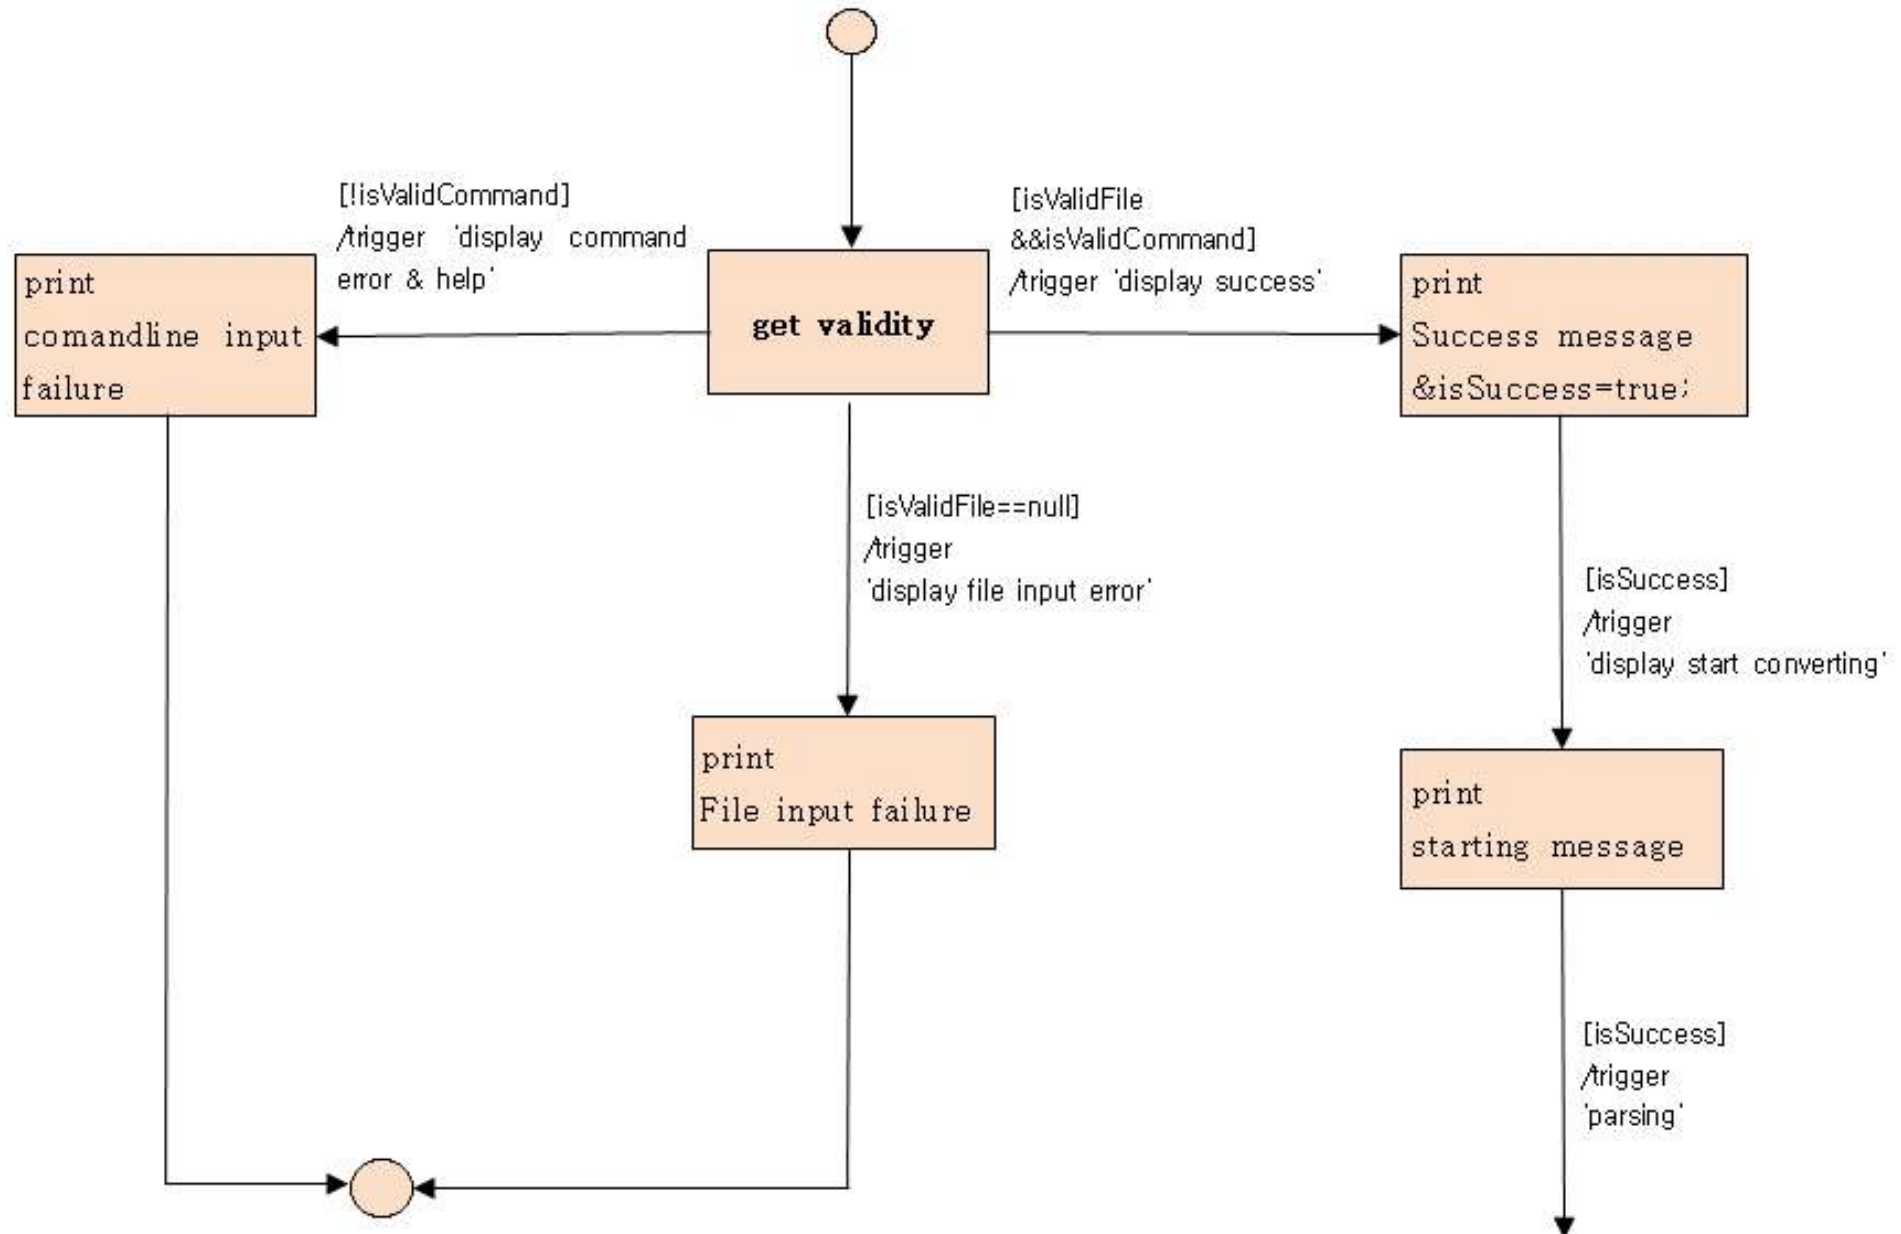 [!isValidCommand]
/trigger 'display command
error & help'
[isValidFile
&&isValidCommand]
/trigger 'display success'
print
comandline input
failure
get validity
print
Success message
&isSuccess=true;
[isValidFile==null]
/trigger
'display file input error'
[isSuccess]
/trigger
'display start converting'
print
File input failure
print
starting message
[isSuccess]
/trigger
'parsing'